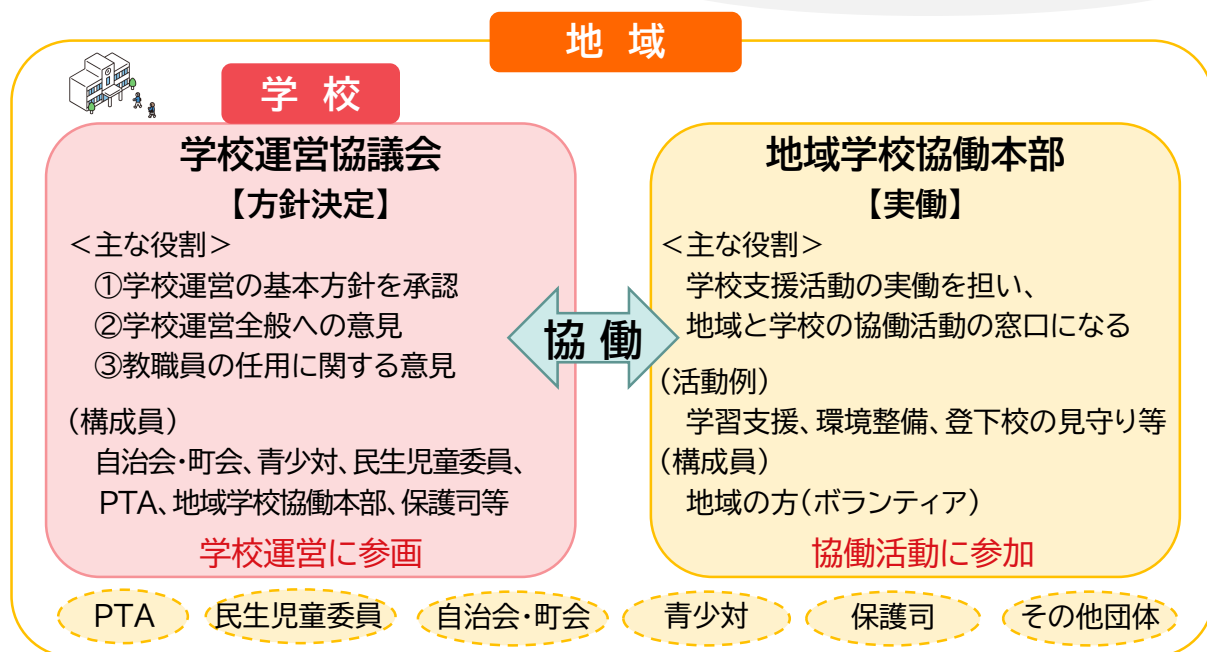 地 域
学 校
学校運営協議会
【方針決定】
＜主な役割＞
①学校運営の基本方針を承認
②学校運営全般への意見
③教職員の任用に関する意見
(構成員)
自治会・町会、青少対、民生児童委員、
PTA、地域学校協働本部、保護司等
学校運営に参画
協 働
地域学校協働本部
【実働】
＜主な役割＞
学校支援活動の実働を担い、
地域と学校の協働活動の窓口になる
(活動例)
学習支援、環境整備、登下校の見守り等
(構成員)
地域の方(ボランティア)
協働活動に参加
PTA
民生児童委員
自治会・町会
青少対
保護司
その他団体